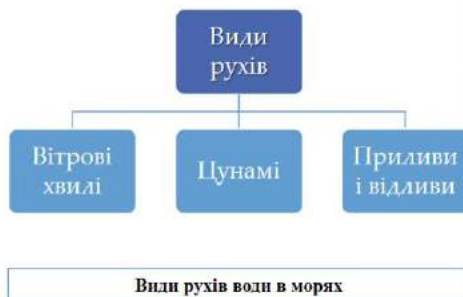 Види
рухів
Вітрові
хвилі
Цунамі
Приливи
і відливи
Види рухів води в морях